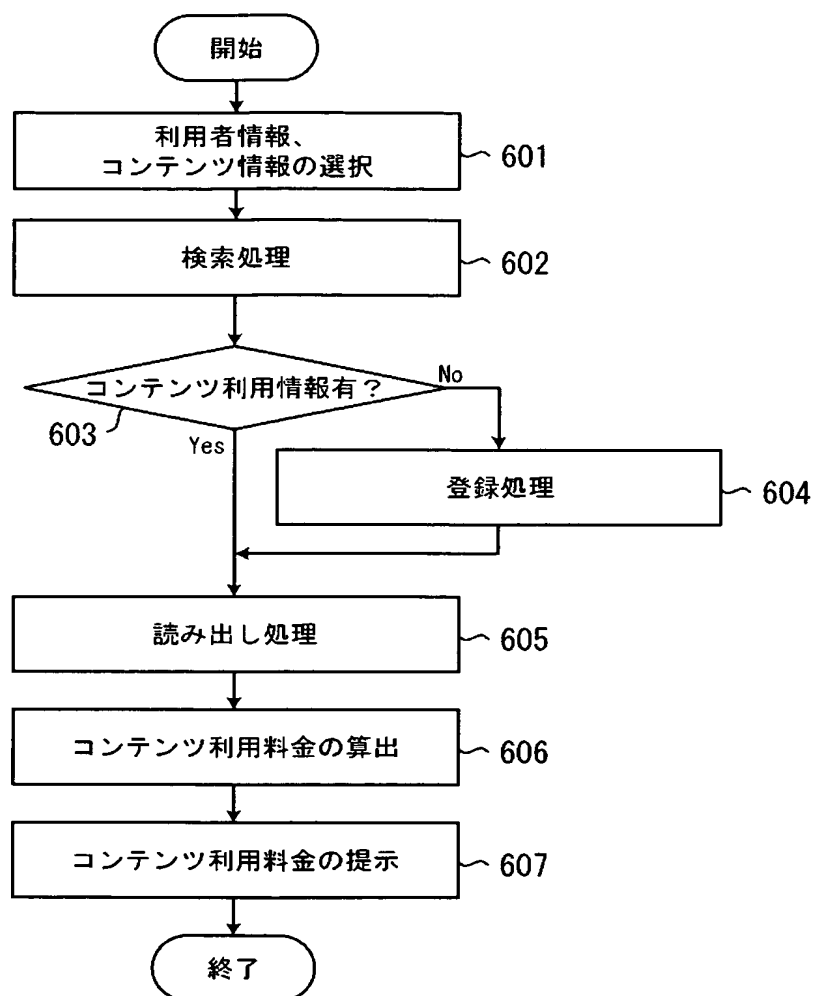 開始
利用者情報、
コンテンツ情報の選択
601
検索処理
602
コンテンツ利用情報有?
No
603
Yes
登録処理
604
読み出し処理
605
コンテンツ利用料金の算出
606
コンテンツ利用料金の提示
607
終了